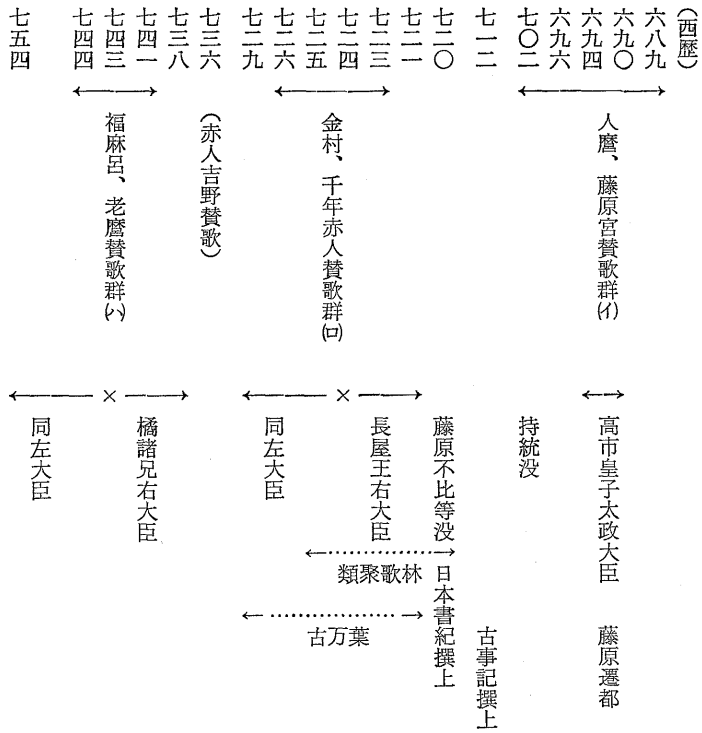 （西歴）
六八九
六九〇
六九四
六九六
七〇二
七一二
七二〇
七二一
七二三
七二四
七二五
七二六
七二九
七三六
七三八
七四一
七四三
七四四
七五四
人麿、藤原宮賛歌群(イ)
金村、千年赤人賛歌群(ロ)
（赤人吉野賛歌）
福麻呂、老麿賛歌群(ハ)
高市皇子太政大臣
藤原遷都
持統没
古事記撰上
藤原不比等没
日本書紀撰上
長屋王右大臣
×
同左大臣
類聚歌林
古万葉
橘諸兄右大臣
×
同左大臣